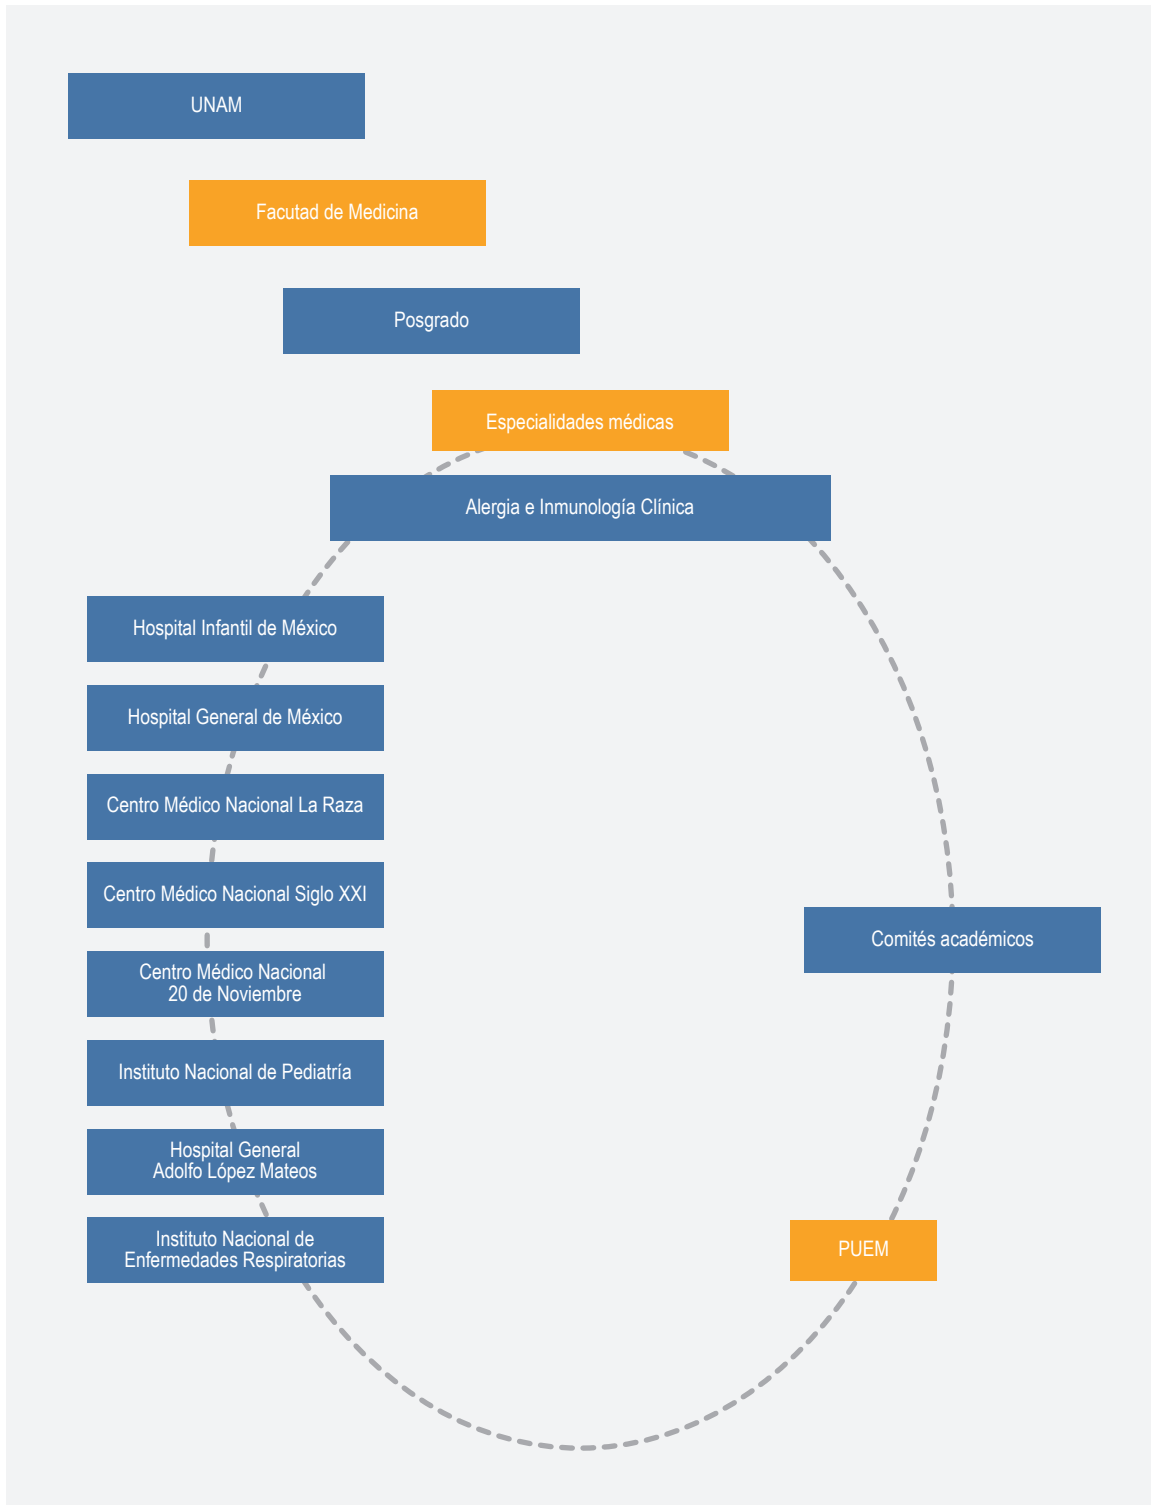 UNAM
Facutad de Medicina
Posgrado
Especialidades médicas
Alergia e Inmunología Clínica
Hospital Infantil de México
Hospital General de México
Centro Médico Nacional La Raza
Centro Médico Nacional Siglo XXI
Centro Médico Nacional
20 de Noviembre
Instituto Nacional de Pediatría
Hospital General
Adolfo López Mateos
Instituto Nacional de
Enfermedades Respiratorias
Comités académicos
PUEM